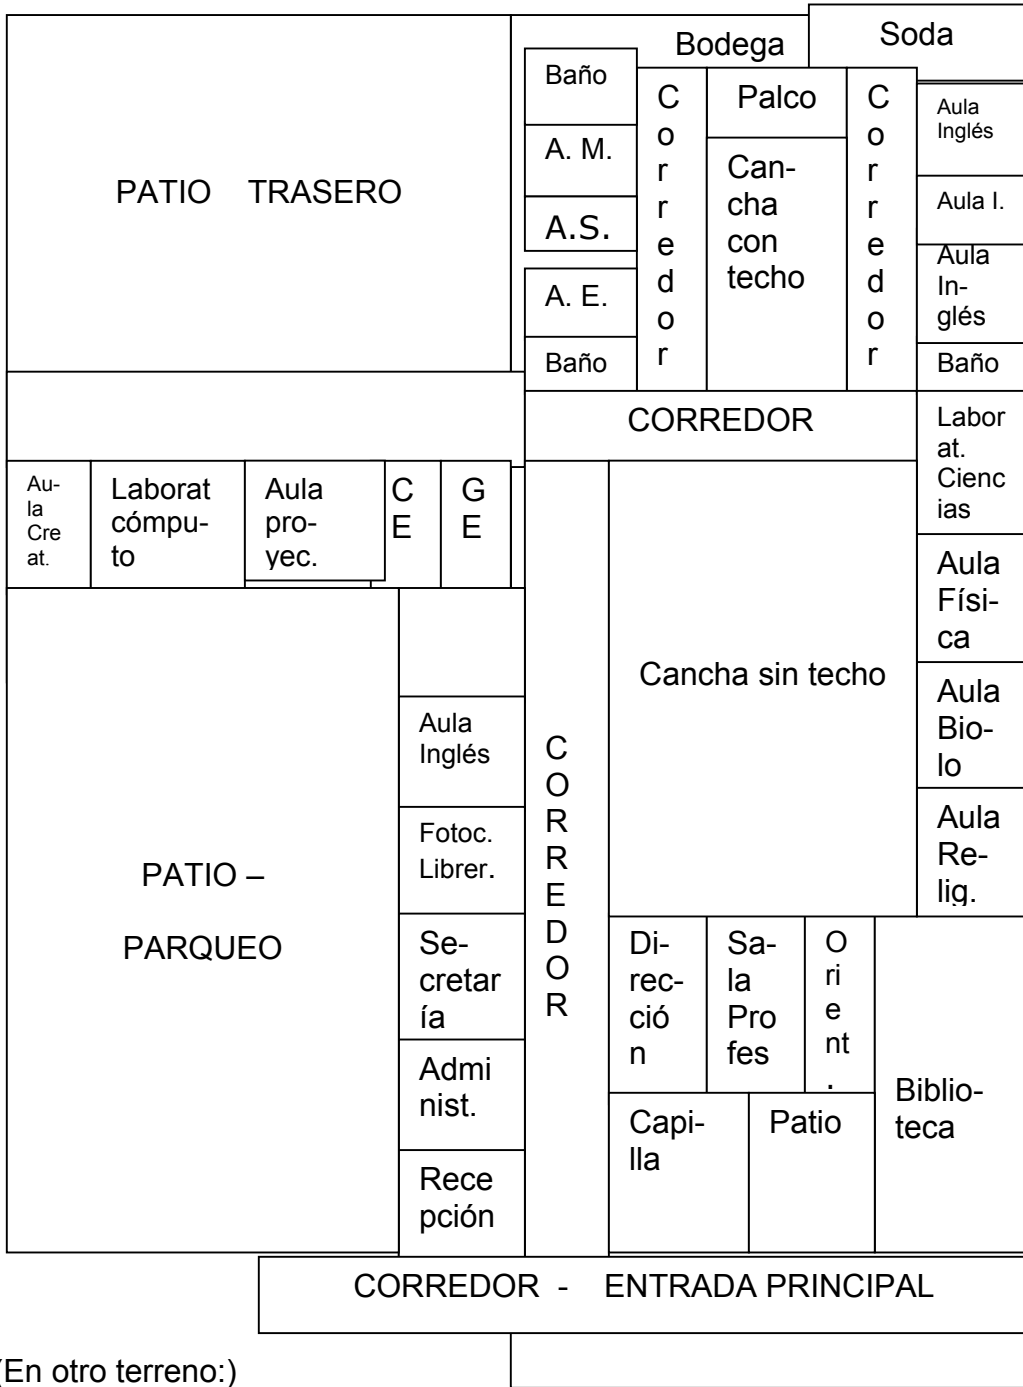 Soda
Bodega
Baño
A. M.
A.S.
A. E.
Baño
C
o
r
r
e
d
o
r
Palco
Can-
cha
con
techo
C
o
r
r
e
d
o
r
Aula
Inglés
Aula I.
Aula
In-
glés
Baño
PATIO TRASERO
CORREDOR
Labor
at.
Cienc
ias
Au-
la
Cre
at.
Laborat
cómpu-
to
Aula
pro-
yec.
C
E
G
E
Aula
Físi-
ca
Cancha sin techo
Aula
Bio-
lo
Aula
Re-
lig.
Aula
Inglés
Fotoc.
Librer.
C
O
R
R
E
D
O
R
PATIO –
PARQUEO
Se-
cretar
ía
Admi
nist.
Rece
pción
Di-
rec-
ció
n
Sa-
la
Pro
fes
O
ri
e
nt
.
Biblio-
teca
Capi-
lla
Patio
CORREDOR - ENTRADA PRINCIPAL
(En otro terreno:)